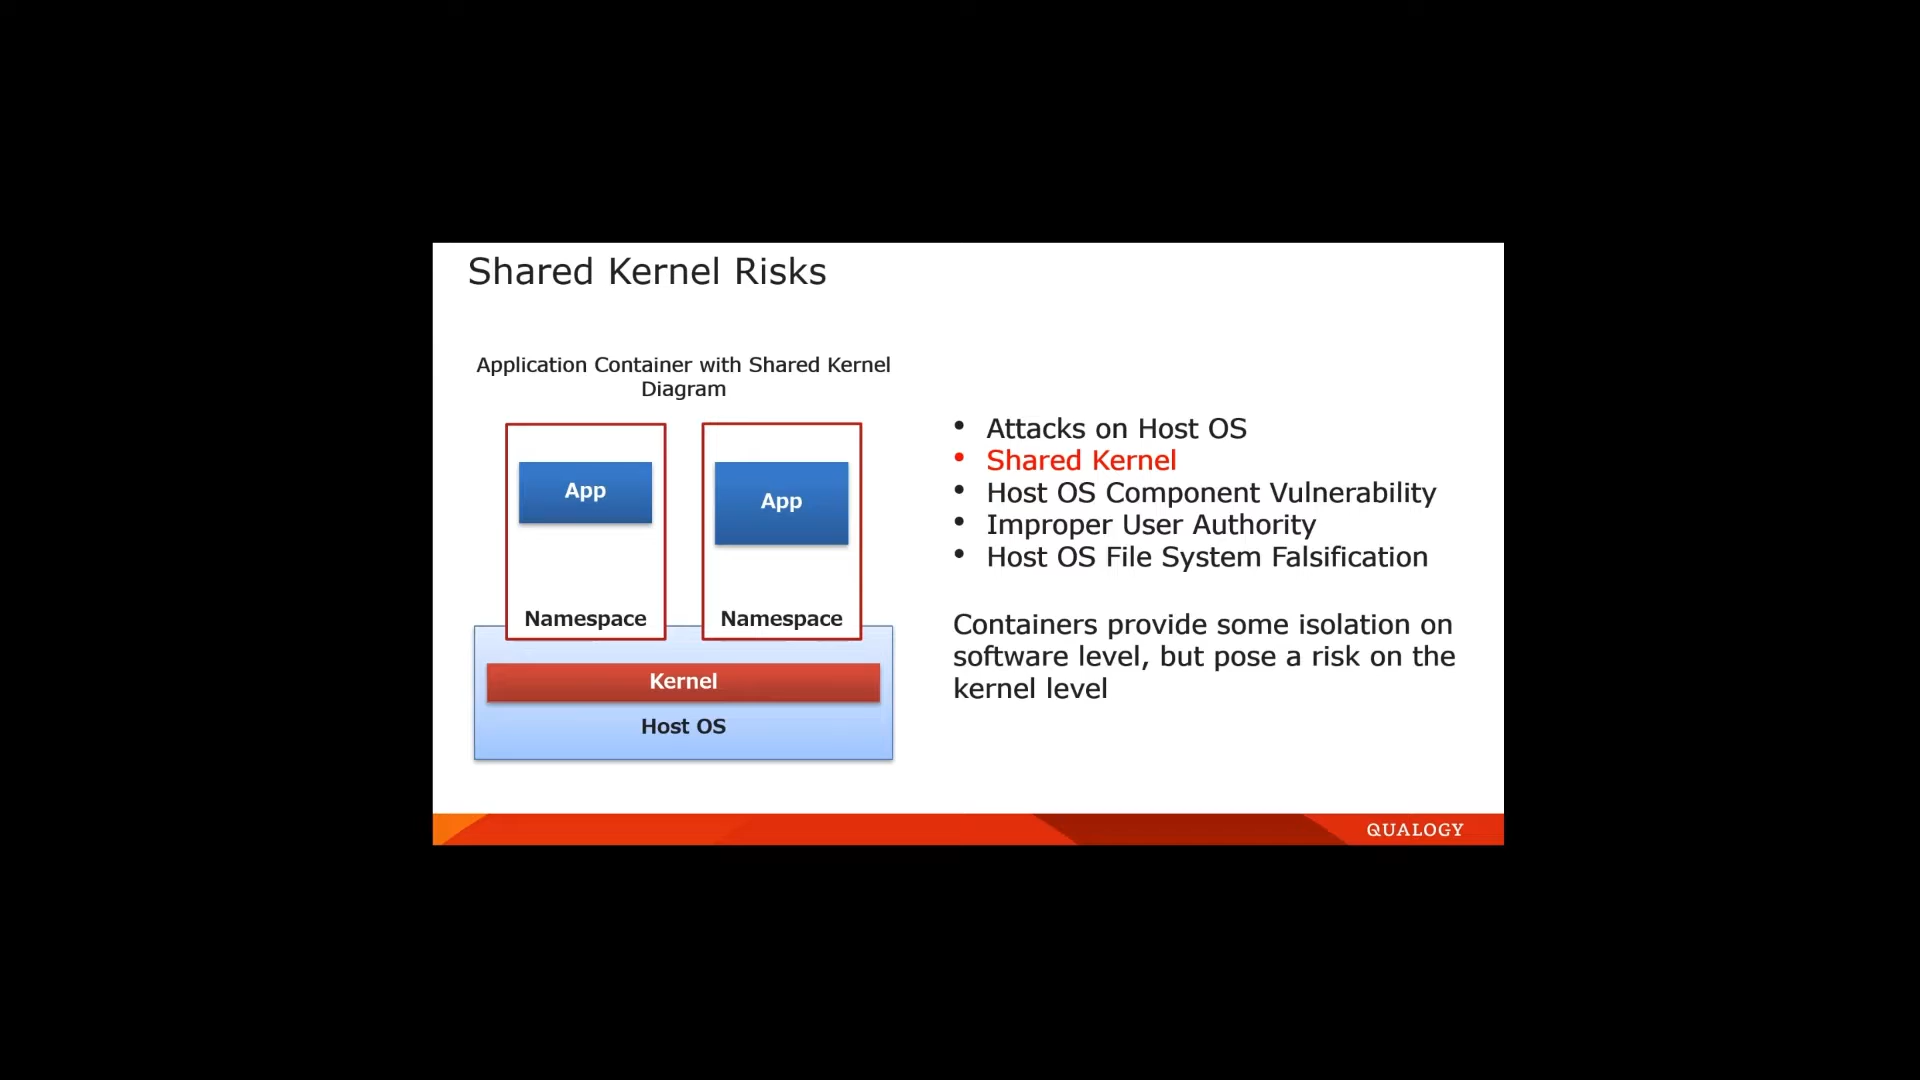 Shared Kernel Risks
Application Container with Shared Kernel
Diagram
App
App
Namespace
Namespace
Kernel
Host OS
• Attacks on Host OS
• Shared Kernel
• Host OS Component Vulnerability
• Improper User Authority
• Host OS File System Falsification
Containers provide some isolation on
software level, but pose a risk on the
kernel level
QUALOGY